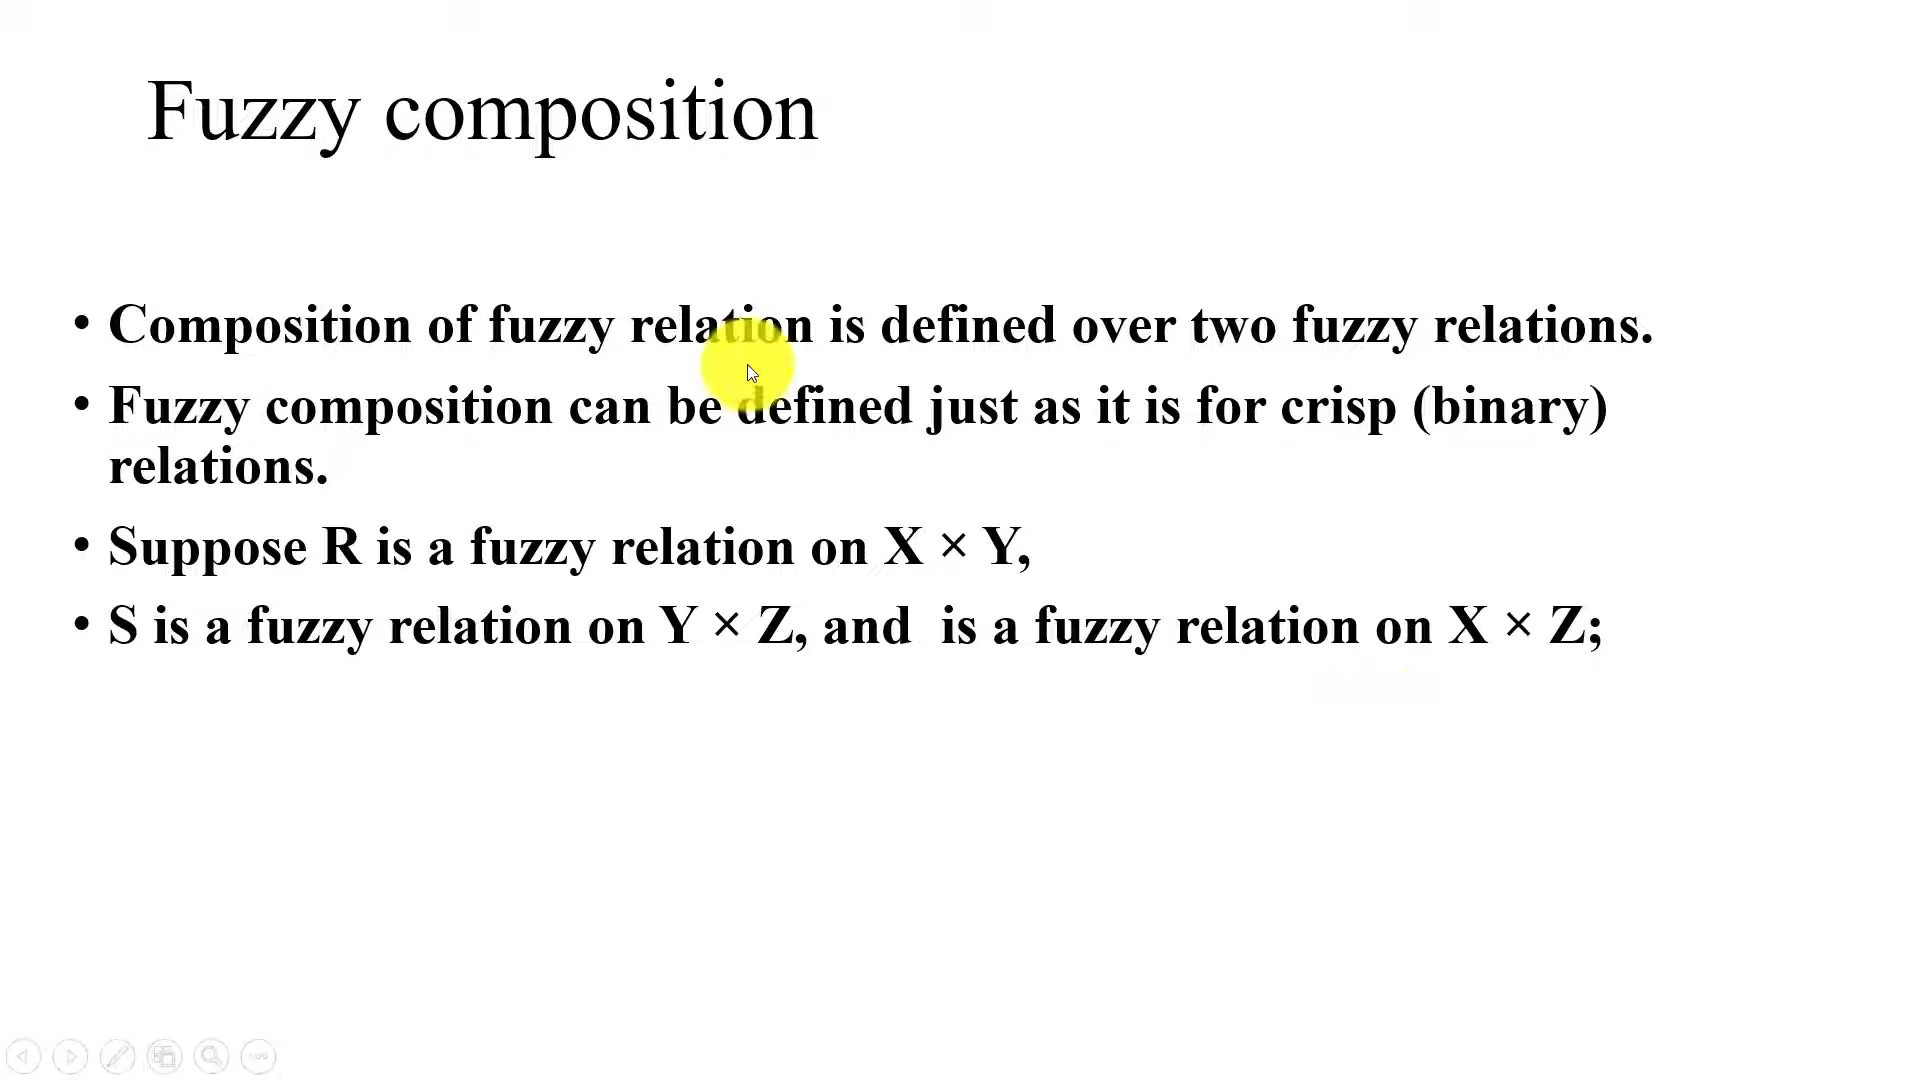 Fuzzy composition
• Composition of fuzzy relation is defined over two fuzzy relations.
• Fuzzy composition can be defined just as it is for crisp (binary)
relations.
• Suppose R is a fuzzy relation on X × Y,
• S is a fuzzy relation on Y × Z, and  is a fuzzy relation on X × Z;